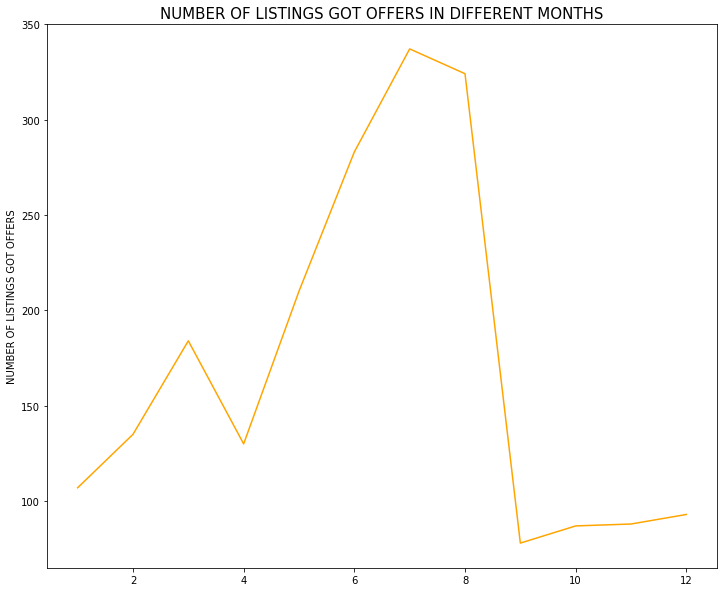 NUMBER OF LISTINGS GOT OFFERS IN DIFFERENT MONTHS
NUMBER OF LISTINGS GOT OFFERS
350
300
250
200
150
100
2 4 6 8 10 12